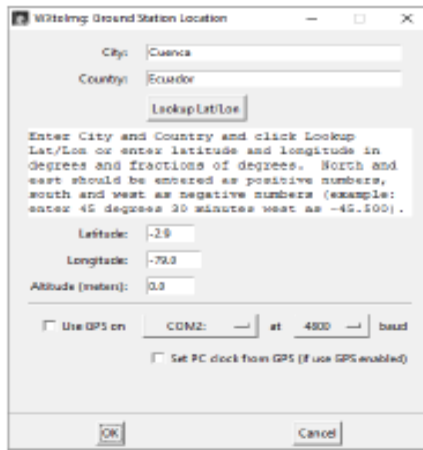 WXtoImg: Ground Station Location
City: Cuenca
Country: Ecuador
Lookup Lat/Lon
Enter City and Country and click Lookup
Lat/Lon or enter latitude and longitude in
degrees and fractions of degrees. North and
east should be entered as positive numbers,
south and west as negative numbers (example:
enter 45 degrees 30 minutes west as -45.500).
Latitude: -2.9
Longitude: -79.0
Altitude (meters): 0.0
Use GPS on COM2: at 4800 baud
Set PC clock from GPS (if use GPS enabled)
OK Cancel